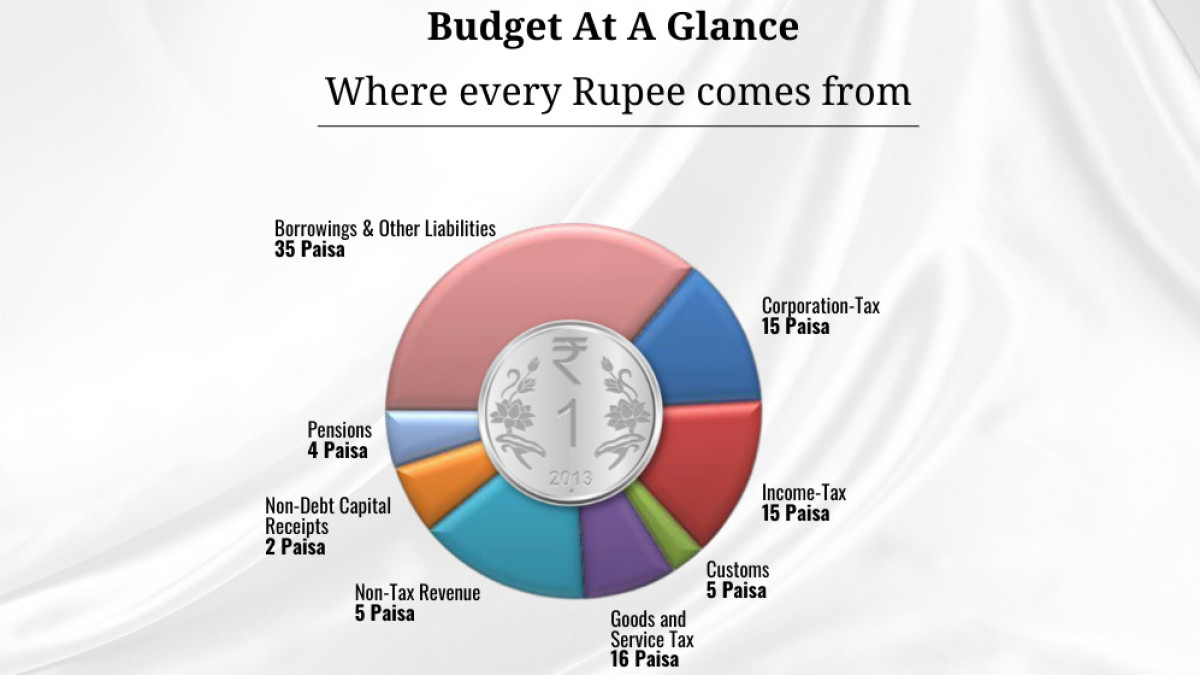 Budget At A Glance
Where every Rupee comes from
Borrowings & Other Liabilities
35 Paisa
Corporation-Tax
15 Paisa
₹
1
2013
Pensions
4 Paisa
Income-Tax
15 Paisa
Non-Debt Capital
Receipts
2 Paisa
Customs
5 Paisa
Non-Tax Revenue
5 Paisa
Goods and
Service Tax
16 Paisa